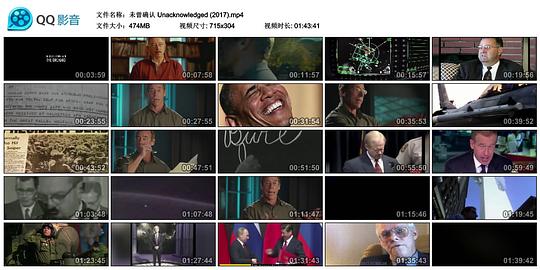 QQ影音
文件名称: 未曾确认 Unacknowledged (2017).mp4
文件大小: 474MB 视频尺寸: 715x304 视频时长: 01:43:41
00:03:59 00:07:58 00:11:57 00:15:57 00:19:56
00:23:55 00:27:55 00:31:54 00:35:53 00:39:52
00:43:52 00:47:51 00:51:50 00:55:50 00:59:49
01:03:48 01:07:48 01:11:47 01:15:46 01:19:45
01:23:45 01:27:44 01:31:43 01:35:43 01:39:42